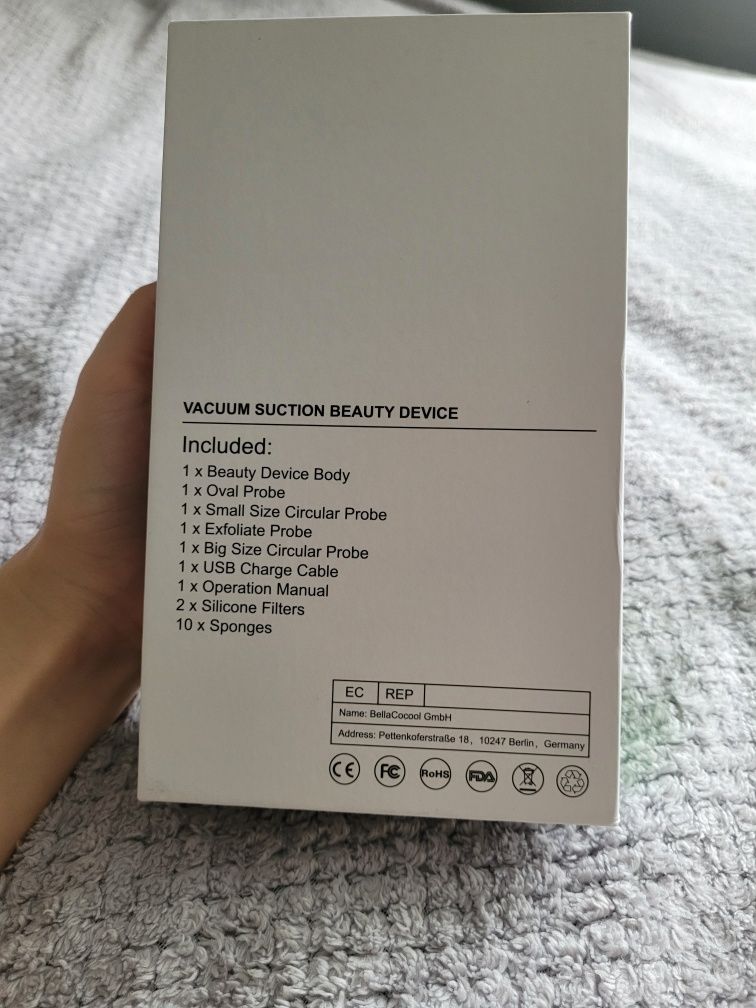 VACUUM SUCTION BEAUTY DEVICE
Included:
1 x Beauty Device Body
1 x Oval Probe
1 x Small Size Circular Probe
1 x Exfoliate Probe
1 x Big Size Circular Probe
1 x USB Charge Cable
1 x Operation Manual
2 x Silicone Filters
10 x Sponges
EC REP
Name: BellaCocool GmbH
Address: Pettenkoferstraße 18, 10247 Berlin, Germany
CE FC RoHS FDA